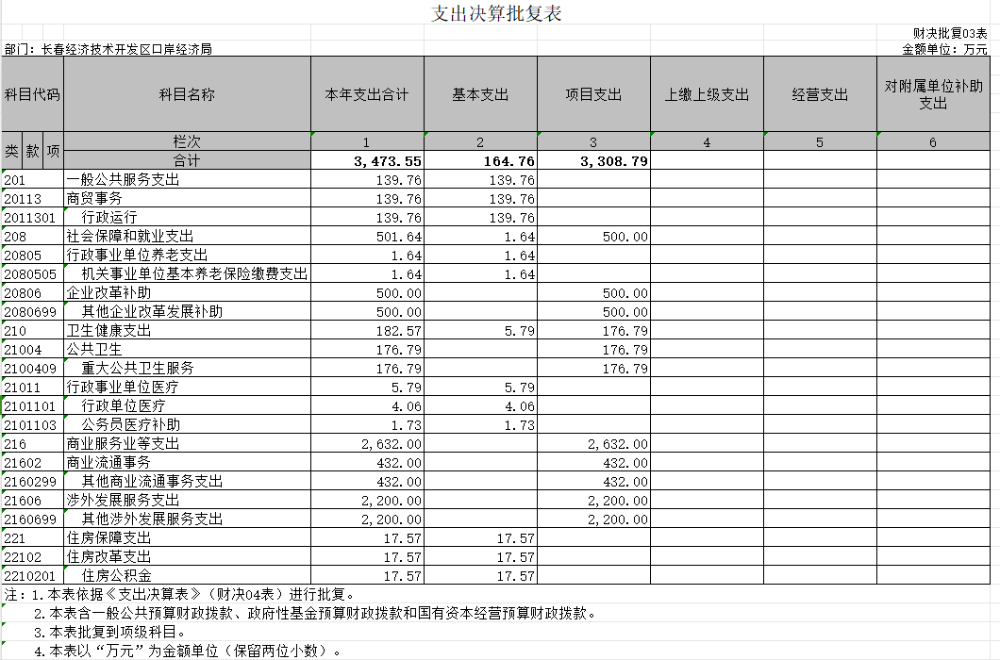 支出决算批复表
财决批复03表
部门：长春经济技术开发区口岸经济局 金额单位：万元
科目代码 科目名称 本年支出合计 基本支出 项目支出 上缴上级支出 经营支出 对附属单位补助支出
类 款 项 栏次 1 2 3 4 5 6
合计 3,473.55 164.76 3,308.79
201 一般公共服务支出 139.76 139.76
20113 商贸事务 139.76 139.76
2011301 行政运行 139.76 139.76
208 社会保障和就业支出 501.64 1.64 500.00
20805 行政事业单位养老支出 1.64 1.64
2080505 机关事业单位基本养老保险缴费支出 1.64 1.64
20806 企业改革补助 500.00 500.00
2080699 其他企业改革发展补助 500.00 500.00
210 卫生健康支出 182.57 5.79 176.79
21004 公共卫生 176.79 176.79
2100409 重大公共卫生服务 176.79 176.79
21011 行政事业单位医疗 5.79 5.79
2101101 行政单位医疗 4.06 4.06
2101103 公务员医疗补助 1.73 1.73
216 商业服务业等支出 2,632.00 2,632.00
21602 商业流通事务 432.00 432.00
2160299 其他商业流通事务支出 432.00 432.00
21606 涉外发展服务支出 2,200.00 2,200.00
2160699 其他涉外发展服务支出 2,200.00 2,200.00
221 住房保障支出 17.57 17.57
22102 住房改革支出 17.57 17.57
2210201 住房公积金 17.57 17.57
注：1.本表依据《支出决算表》（财决04表）进行批复。
2.本表含一般公共预算财政拨款、政府性基金预算财政拨款和国有资本经营预算财政拨款。
3.本表批复到项级科目。
4.本表以“万元”为金额单位（保留两位小数）。